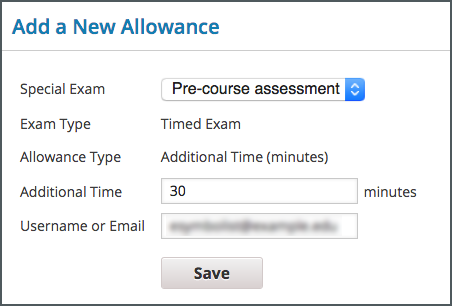 Add a New Allowance
Special Exam Pre-course assessment
Exam Type Timed Exam
Allowance Type Additional Time (minutes)
Additional Time 30 minutes
Username or Email
Save